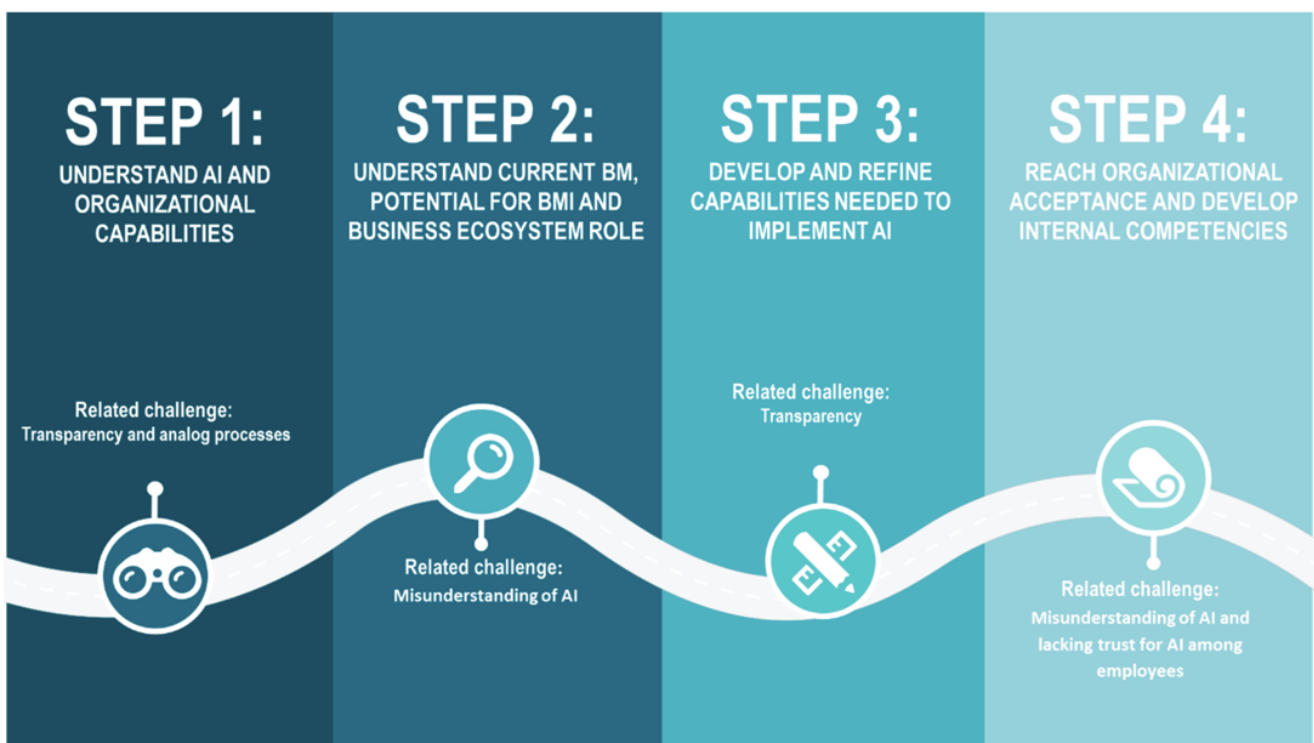 STEP 1:
UNDERSTAND AI AND
ORGANIZATIONAL
CAPABILITIES
Related challenge:
Transparency and analog processes
STEP 2:
UNDERSTAND CURRENT BM,
POTENTIAL FOR BMI AND
BUSINESS ECOSYSTEM ROLE
Related challenge:
Misunderstanding of AI
STEP 3:
DEVELOP AND REFINE
CAPABILITIES NEEDED TO
IMPLEMENT AI
Related challenge:
Transparency
STEP 4:
REACH ORGANIZATIONAL
ACCEPTANCE AND DEVELOP
INTERNAL COMPETENCIES
Related challenge:
Misunderstanding of AI and
lacking trust for AI among
employees